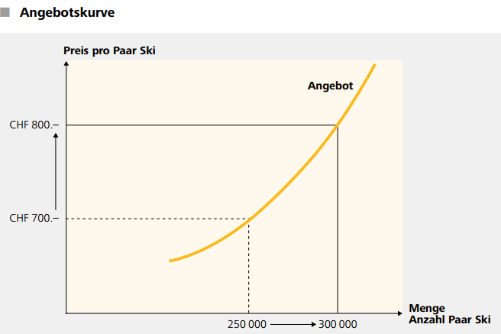 Angebotskurve
Preis pro Paar Ski
Angebot
CHF 800.–
CHF 700.–
Menge
Anzahl Paar Ski
250 000
300 000